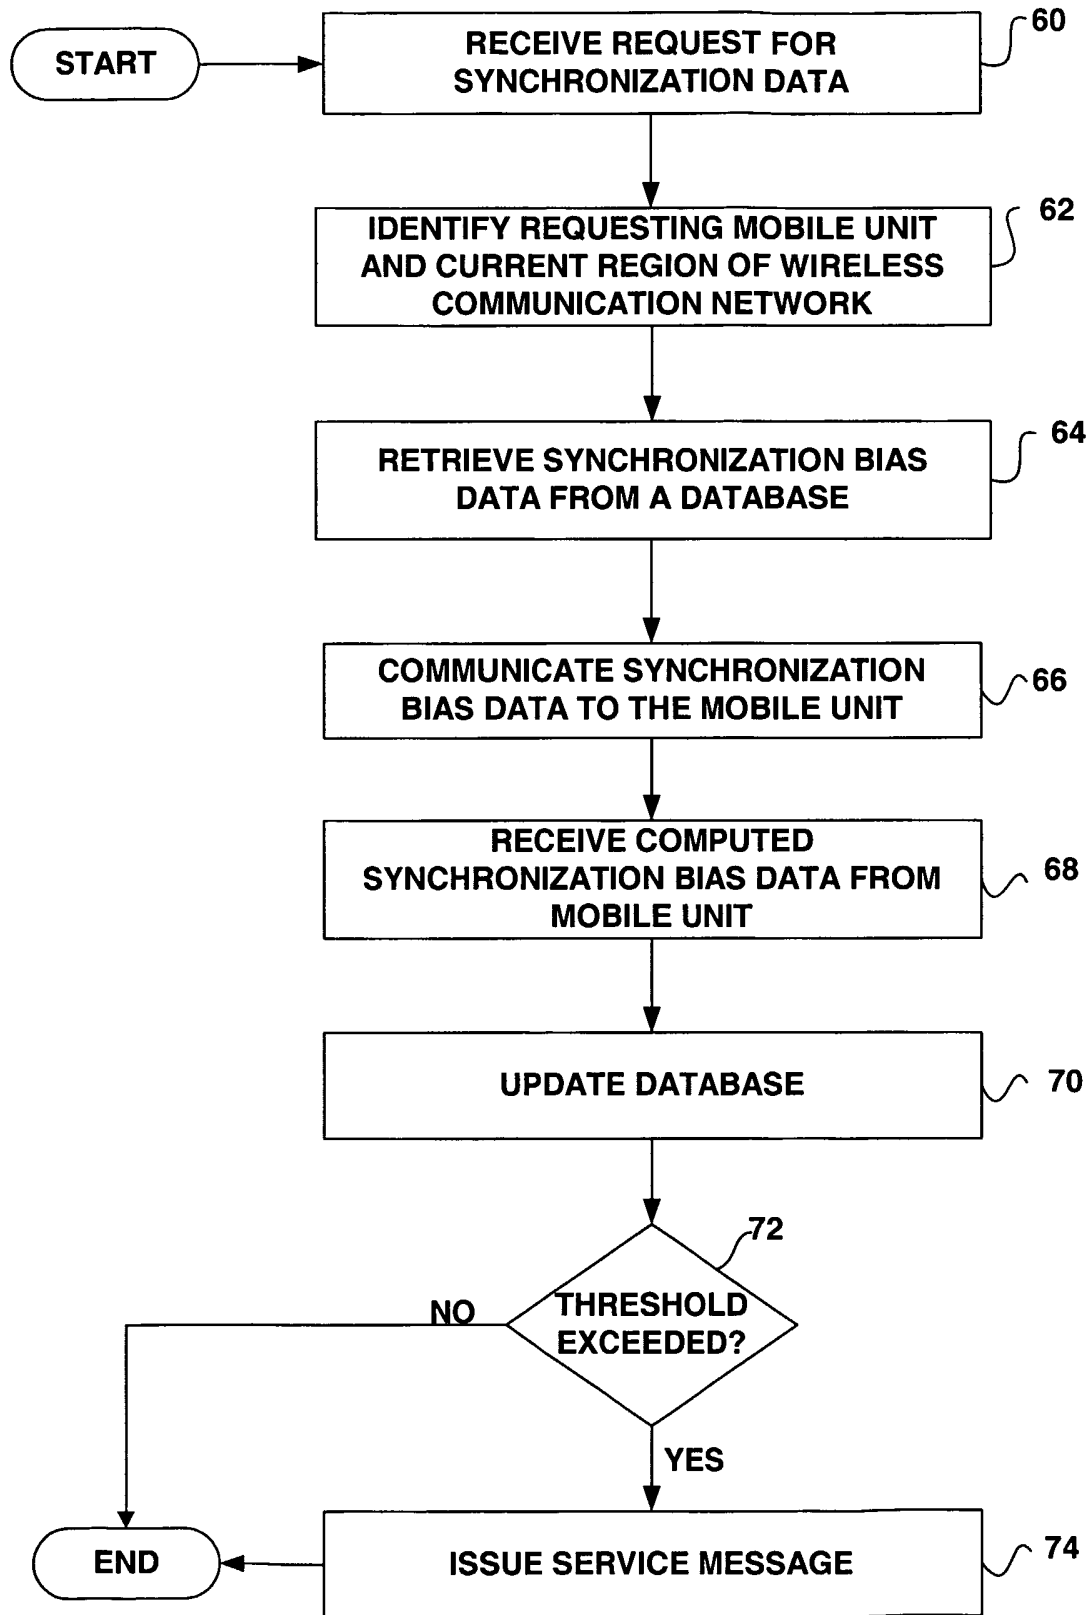 START
RECEIVE REQUEST FOR
SYNCHRONIZATION DATA
60
IDENTIFY REQUESTING MOBILE UNIT
AND CURRENT REGION OF WIRELESS
COMMUNICATION NETWORK
62
RETRIEVE SYNCHRONIZATION BIAS
DATA FROM A DATABASE
64
COMMUNICATE SYNCHRONIZATION
BIAS DATA TO THE MOBILE UNIT
66
RECEIVE COMPUTED
SYNCHRONIZATION BIAS DATA FROM
MOBILE UNIT
68
UPDATE DATABASE
70
72
THRESHOLD
EXCEEDED?
NO
YES
ISSUE SERVICE MESSAGE
74
END